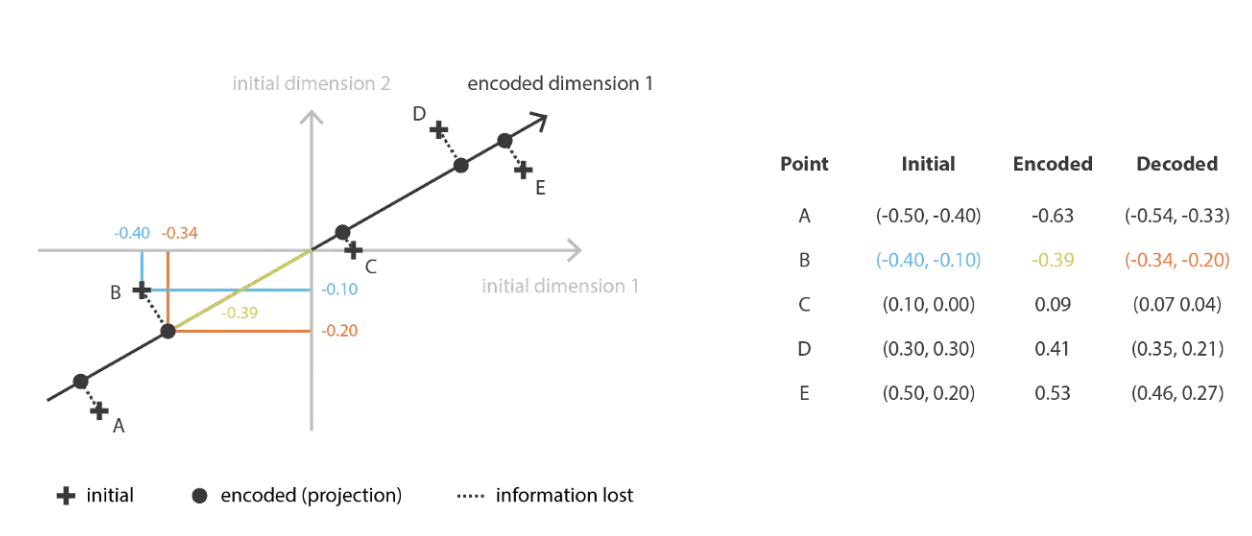 initial dimension 2
encoded dimension 1
D
E
-0.40 -0.34
C
initial dimension 1
B
-0.10
-0.39
-0.20
A
initial
encoded (projection)
information lost
Point Initial Encoded Decoded
A (-0.50, -0.40) -0.63 (-0.54, -0.33)
B (-0.40, -0.10) -0.39 (-0.34, -0.20)
C (0.10, 0.00) 0.09 (0.07 0.04)
D (0.30, 0.30) 0.41 (0.35, 0.21)
E (0.50, 0.20) 0.53 (0.46, 0.27)